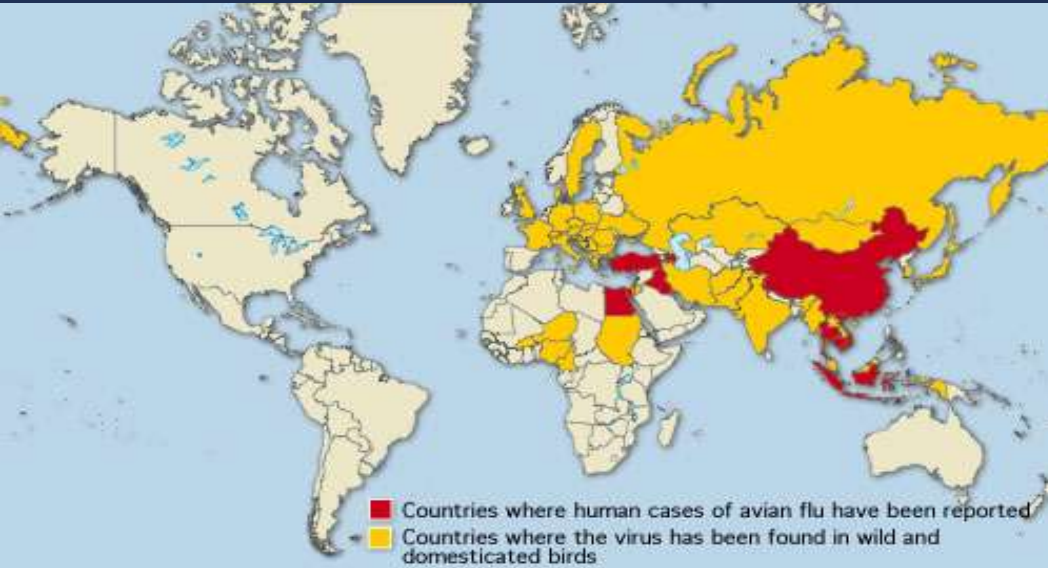 Countries where human cases of avian flu have been reported
Countries where the virus has been found in wild and
domesticated birds